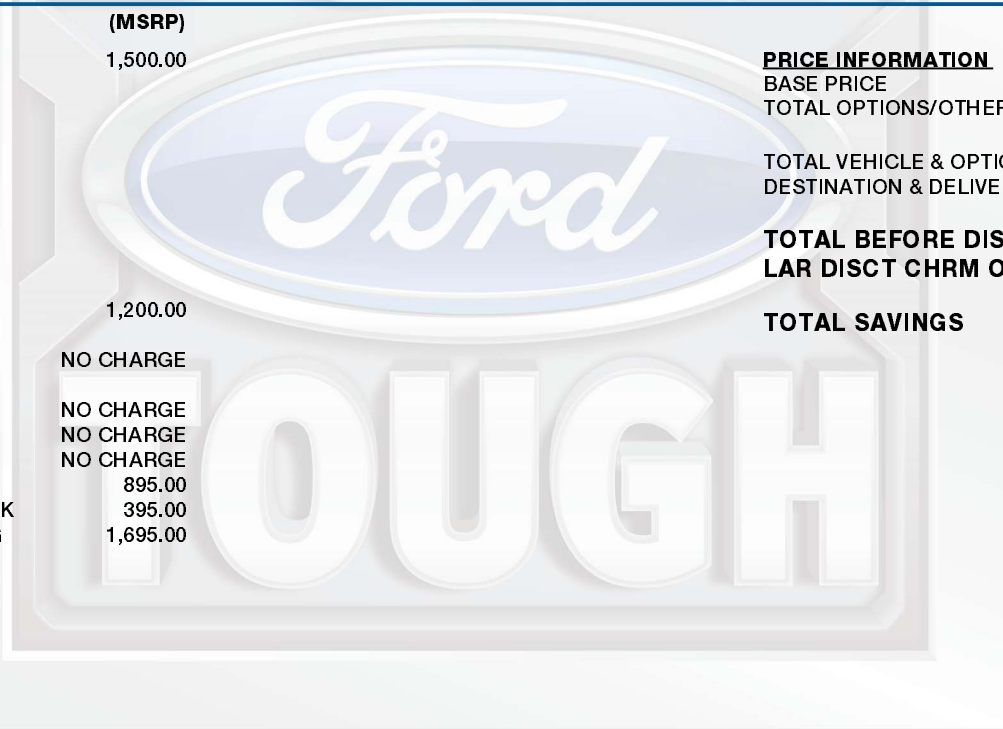 (MSRP)
1,500.00
1,200.00
NO CHARGE
NO CHARGE
NO CHARGE
NO CHARGE
895.00
K 395.00
1,695.00
Ford
TOUGH
PRICE INFORMATION
BASE PRICE
TOTAL OPTIONS/OTHER
TOTAL VEHICLE & OPTIO
DESTINATION & DELIVE
TOTAL BEFORE DIS
LAR DISCT CHRM O
TOTAL SAVINGS